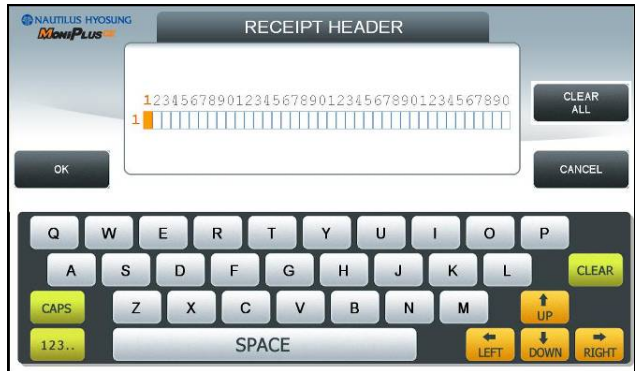 NAUTILUS HYOSUNG
MoniPlus
RECEIPT HEADER
1234567890123456789012345678901234567890
1
CLEAR
ALL
OK
CANCEL
Q W E R T Y U I O P
A S D F G H J K L CLEAR
CAPS Z X C V B N M UP
123.. SPACE LEFT DOWN RIGHT